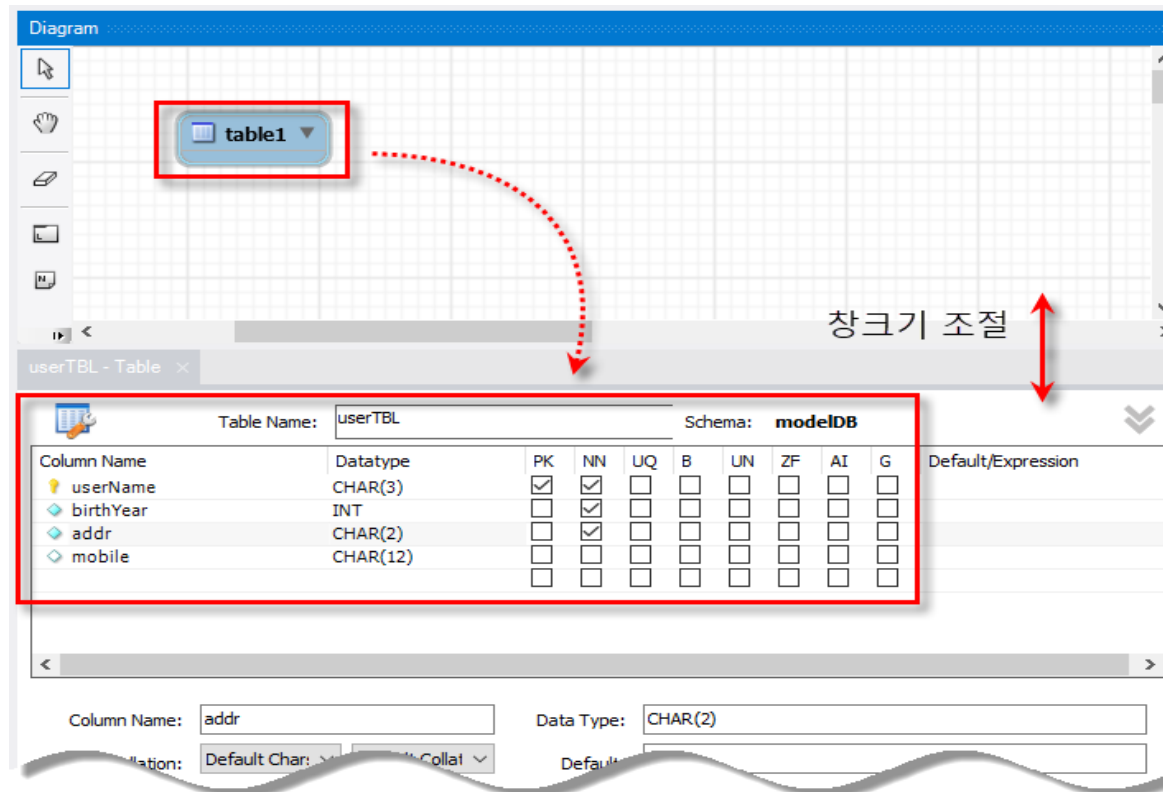 Diagram
table1
창크기 조절
userTBL - Table
Table Name: userTBL Schema: modelDB
Column Name Datatype PK NN UQ B UN ZF AI G Default/Expression
userName CHAR(3)
birthYear INT
addr CHAR(2)
mobile CHAR(12)
Column Name: addr Data Type: CHAR(2)
Default Char: Default